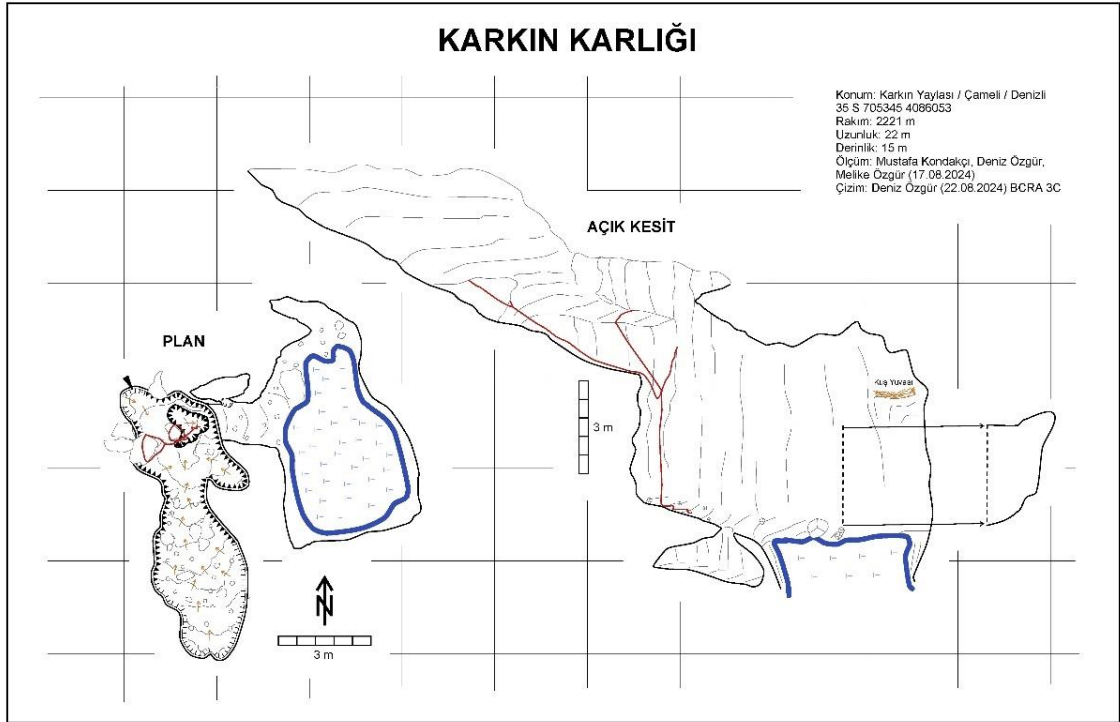 KARKIN KARLIĞI
Konum: Karkın Yaylası / Çameli / Denizli
35 S 705345 4086053
Rakım: 2221 m
Uzunluk: 22 m
Derinlik: 15 m
Ölçüm: Mustafa Kondakçı, Deniz Özgür,
Melike Özgür (17.08.2024)
Çizim: Deniz Özgür (22.08.2024) BCRA 3C
AÇIK KESİT
PLAN
Kuş Yuvası
3 m
N
3 m